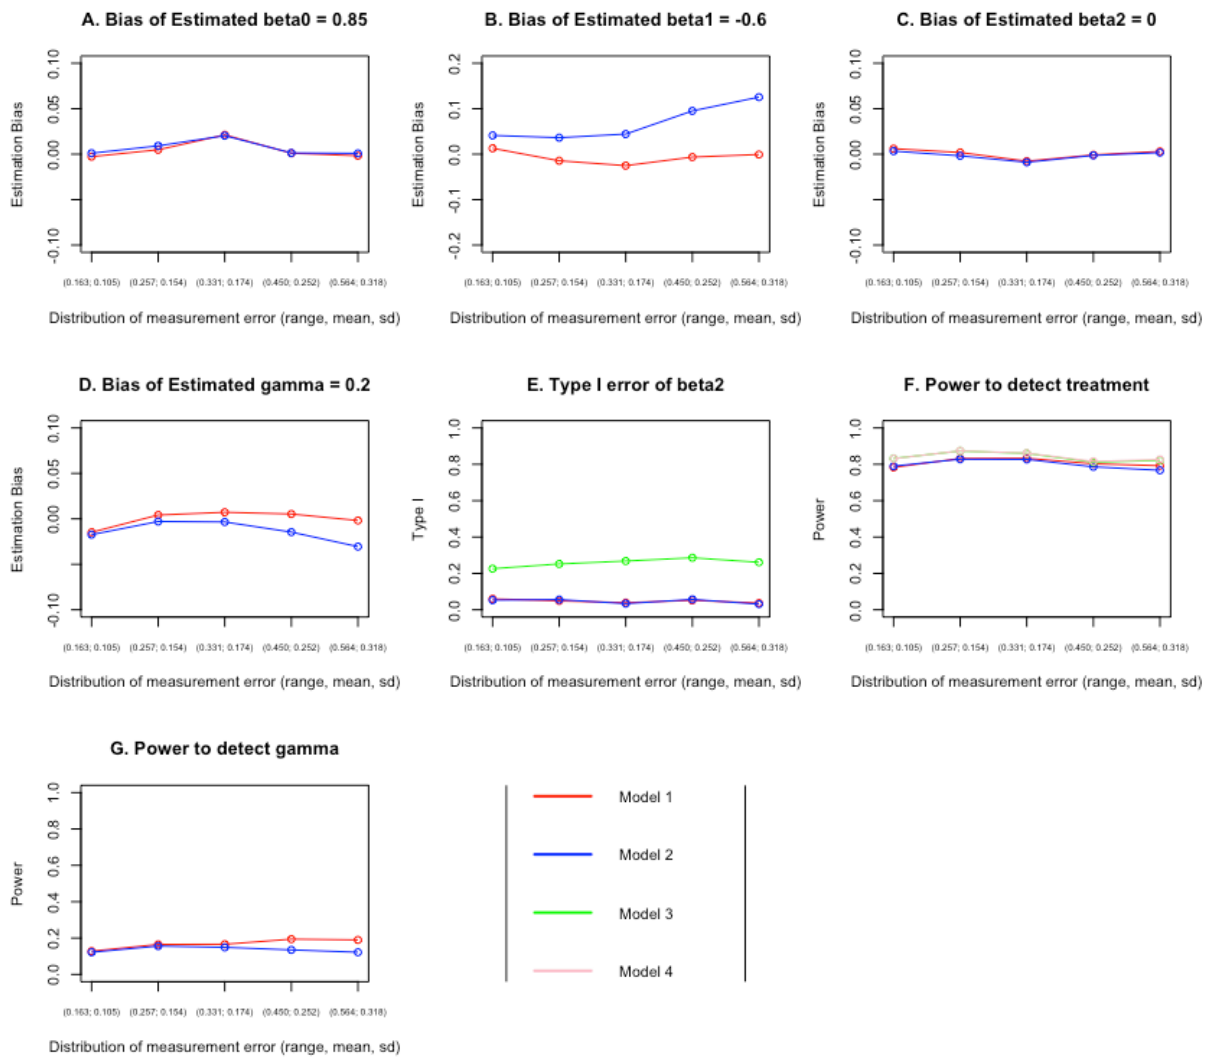 A. Bias of Estimated beta0 = 0.85
Estimation Bias
0.10
0.05
0.00
-0.10
(0.163; 0.105) (0.257; 0.154) (0.331; 0.174) (0.450; 0.252) (0.564; 0.318)
Distribution of measurement error (range, mean, sd)
B. Bias of Estimated beta1 = -0.6
Estimation Bias
0.2
0.1
0.0
-0.1
-0.2
(0.163; 0.105) (0.257; 0.154) (0.331; 0.174) (0.450; 0.252) (0.564; 0.318)
Distribution of measurement error (range, mean, sd)
C. Bias of Estimated beta2 = 0
Estimation Bias
0.10
0.05
0.00
-0.10
(0.163; 0.105) (0.257; 0.154) (0.331; 0.174) (0.450; 0.252) (0.564; 0.318)
Distribution of measurement error (range, mean, sd)
D. Bias of Estimated gamma = 0.2
Estimation Bias
0.10
0.05
0.00
-0.10
(0.163; 0.105) (0.257; 0.154) (0.331; 0.174) (0.450; 0.252) (0.564; 0.318)
Distribution of measurement error (range, mean, sd)
E. Type I error of beta2
Type I
1.0
0.8
0.6
0.4
0.2
0.0
(0.163; 0.105) (0.257; 0.154) (0.331; 0.174) (0.450; 0.252) (0.564; 0.318)
Distribution of measurement error (range, mean, sd)
F. Power to detect treatment
Power
1.0
0.8
0.6
0.4
0.2
0.0
(0.163; 0.105) (0.257; 0.154) (0.331; 0.174) (0.450; 0.252) (0.564; 0.318)
Distribution of measurement error (range, mean, sd)
G. Power to detect gamma
Power
1.0
0.8
0.6
0.4
0.2
0.0
(0.163; 0.105) (0.257; 0.154) (0.331; 0.174) (0.450; 0.252) (0.564; 0.318)
Distribution of measurement error (range, mean, sd)
Model 1
Model 2
Model 3
Model 4